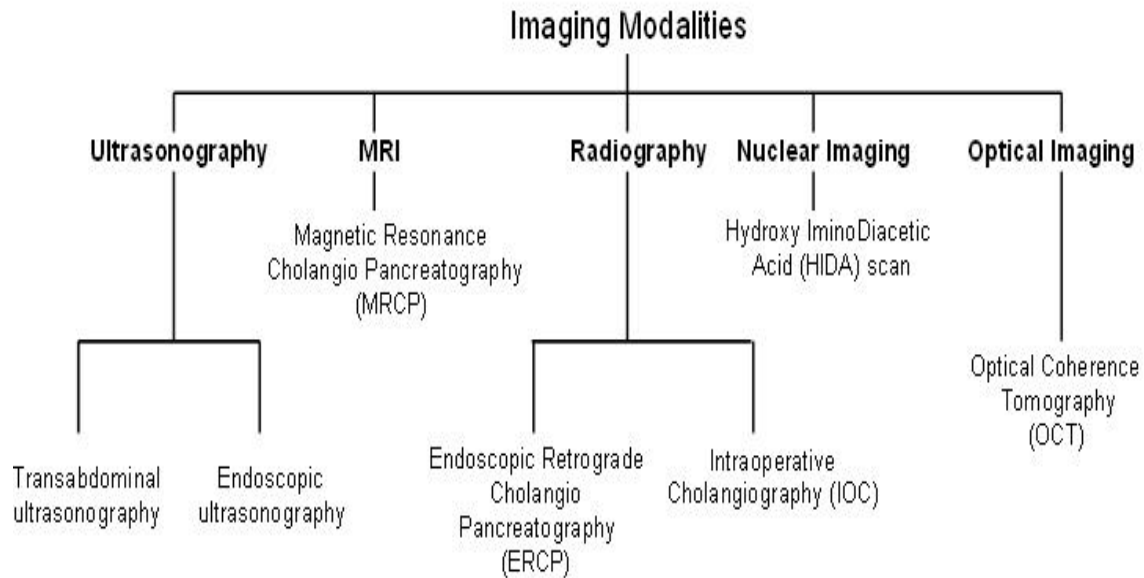 Imaging Modalities
Ultrasonography
MRI
Radiography
Nuclear Imaging
Optical Imaging
Magnetic Resonance
Cholangio Pancreatography
(MRCP)
Hydroxy IminoDiacetic
Acid (HIDA) scan
Optical Coherence
Tomography
(OCT)
Transabdominal
ultrasonography
Endoscopic
ultrasonography
Endoscopic Retrograde
Cholangio
Pancreatography
(ERCP)
Intraoperative
Cholangiography (IOC)